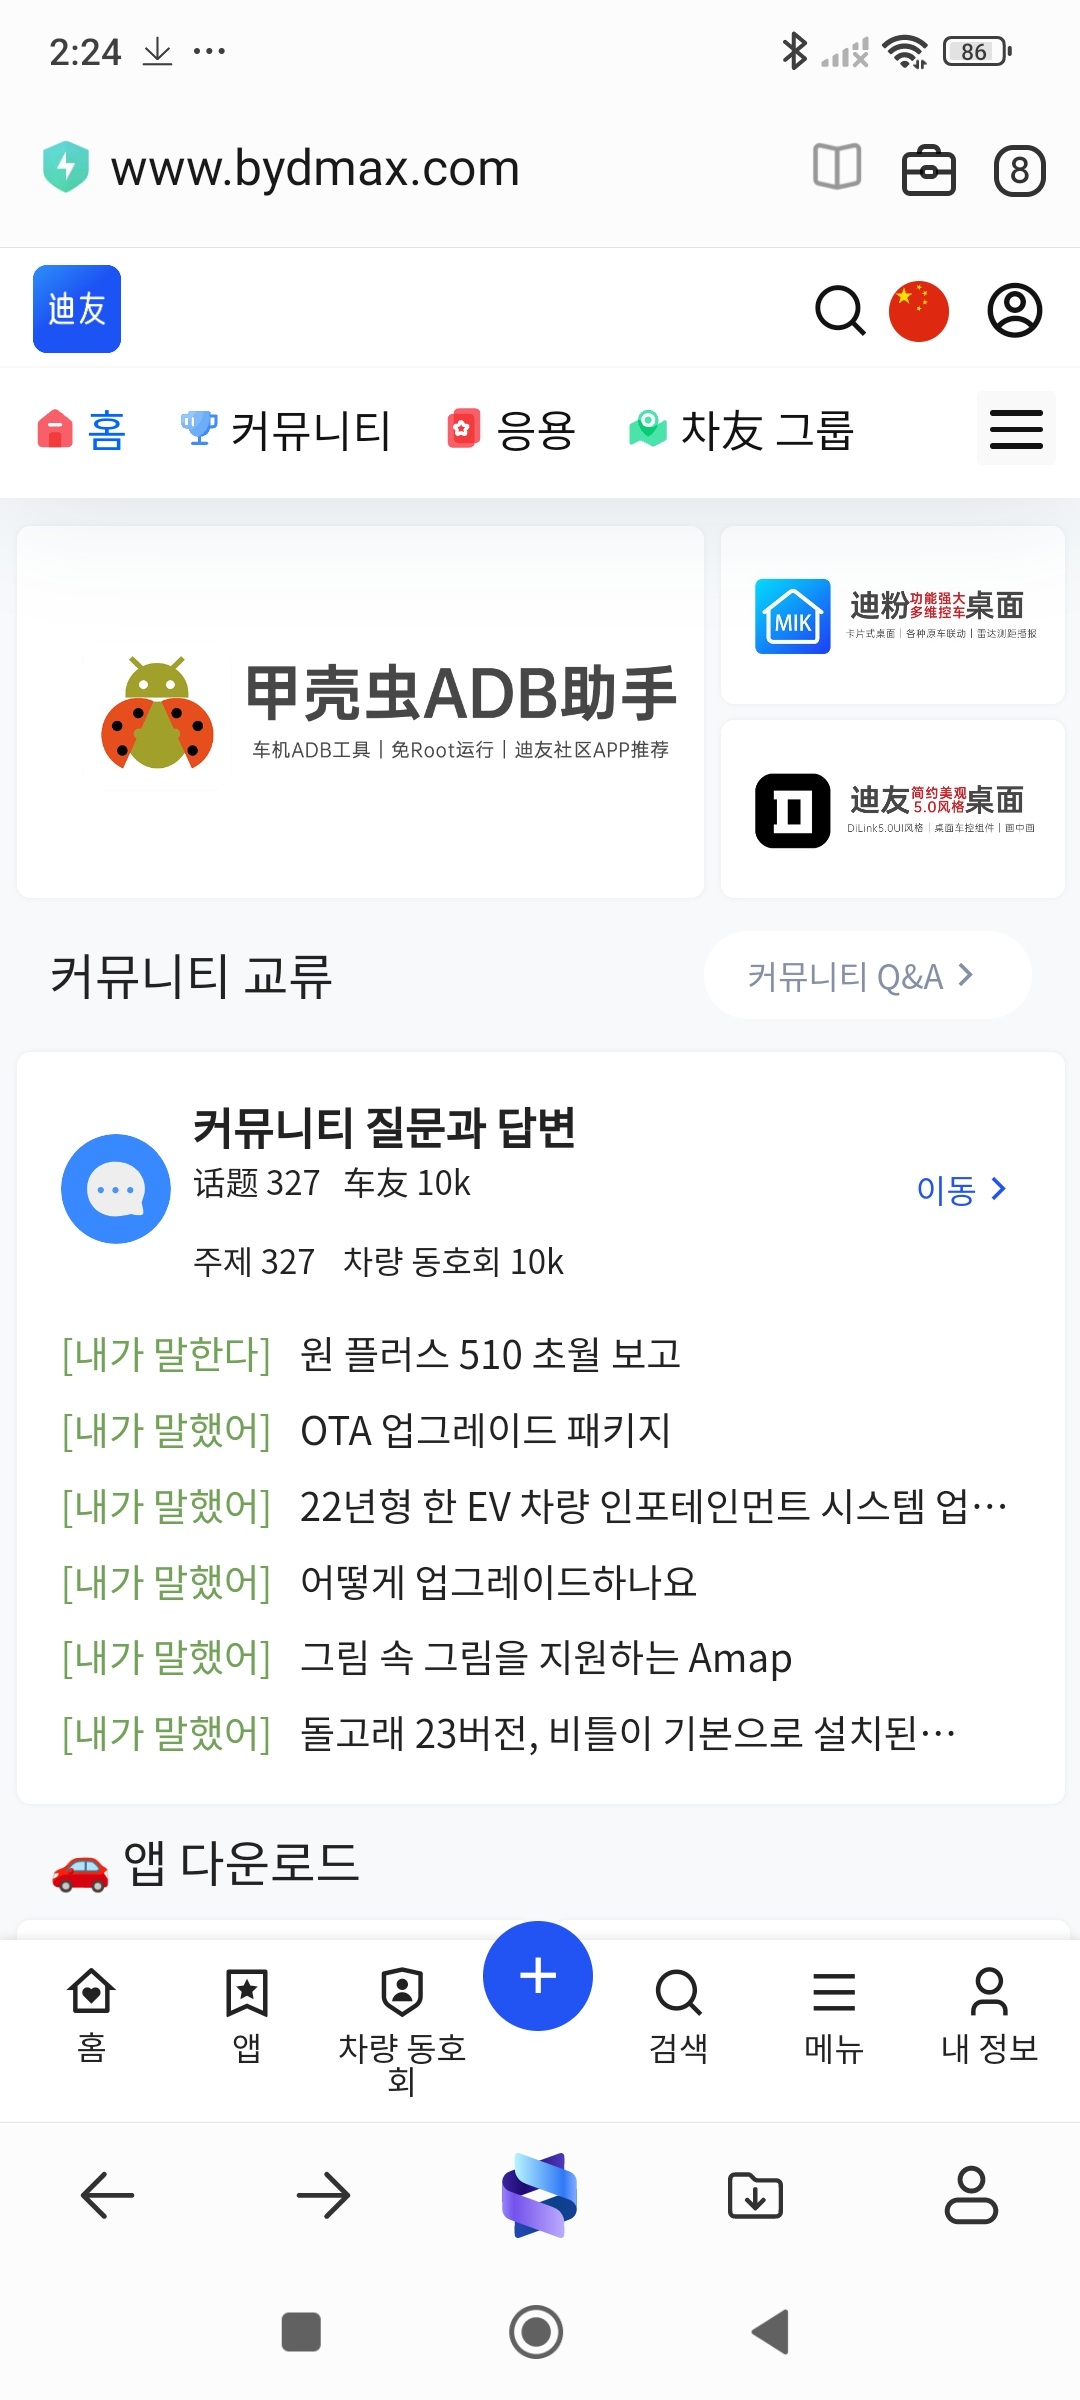 2:24
86
www.bydmax.com
8
迪友
홈 커뮤니티 응용 차友 그룹
甲壳虫ADB助手
车机ADB工具 | 免Root运行 | 迪友社区APP推荐
MIK
迪粉功能强大多维控车桌面
卡片式桌面 | 各种原车联动 | 雷达测距播报
迪友简约美观5.0风格桌面
DiLink5.0UI风格 | 桌面车控组件 | 画中画
커뮤니티 교류
커뮤니티 Q&A
커뮤니티 질문과 답변
话题 327 车友 10k
이동
주제 327 차량 동호회 10k
[내가 말한다] 원 플러스 510 초월 보고
[내가 말했어] OTA 업그레이드 패키지
[내가 말했어] 22년형 한 EV 차량 인포테인먼트 시스템 업…
[내가 말했어] 어떻게 업그레이드하나요
[내가 말했어] 그림 속 그림을 지원하는 Amap
[내가 말했어] 돌고래 23버전, 비틀이 기본으로 설치된…
앱 다운로드
홈
앱
차량 동호
회
검색
메뉴
내 정보